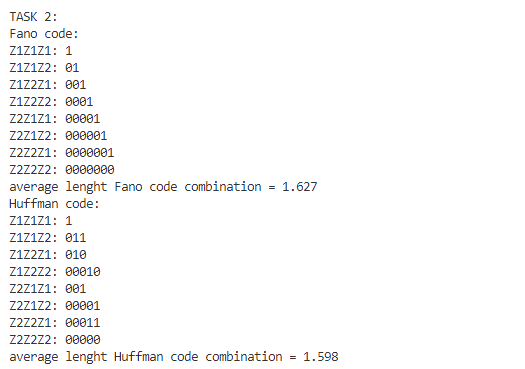 TASK 2:
Fano code:
Z1Z1Z1: 1
Z1Z1Z2: 01
Z1Z2Z1: 001
Z1Z2Z2: 0001
Z2Z1Z1: 00001
Z2Z1Z2: 000001
Z2Z2Z1: 0000001
Z2Z2Z2: 0000000
average lenght Fano code combination = 1.627
Huffman code:
Z1Z1Z1: 1
Z1Z1Z2: 011
Z1Z2Z1: 010
Z1Z2Z2: 00010
Z2Z1Z1: 001
Z2Z1Z2: 00001
Z2Z2Z1: 00011
Z2Z2Z2: 00000
average lenght Huffman code combination = 1.598